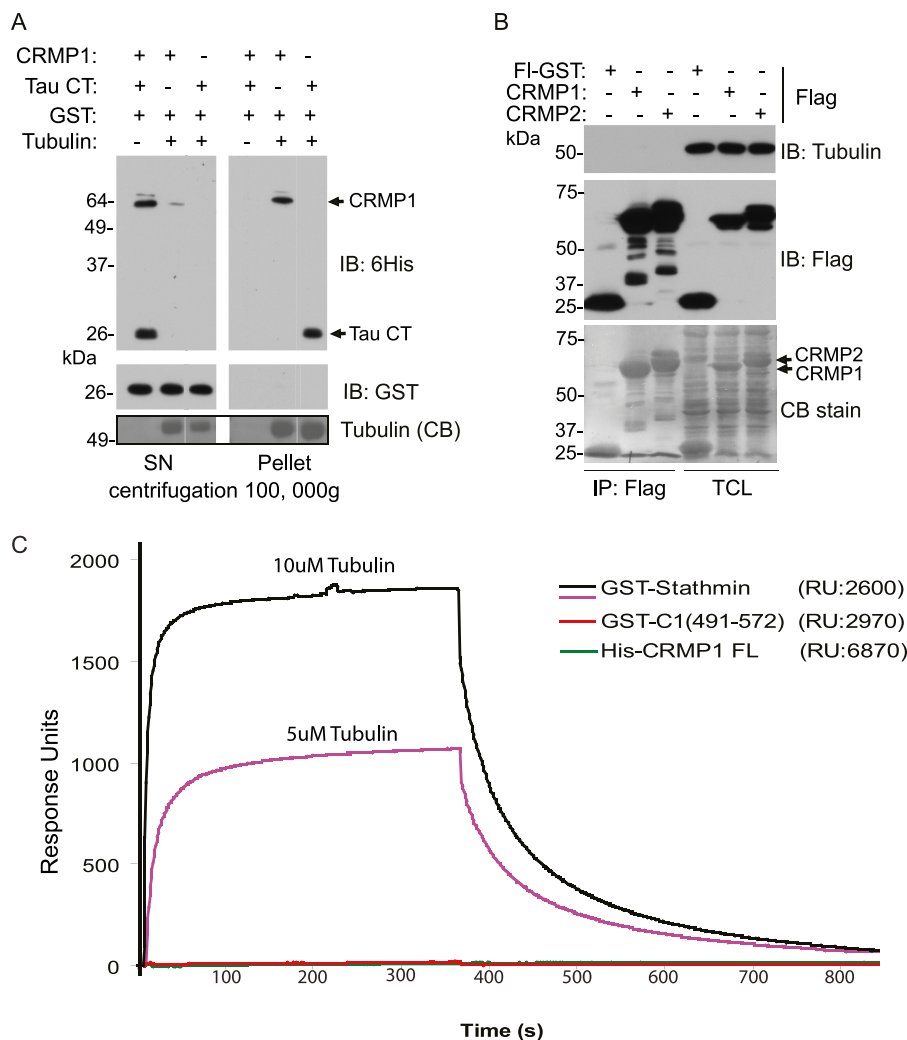 A
CRMP1: + + - + + -
Tau CT: + - + + - +
GST: + + + + + +
Tubulin: - + + - + +
64-
49-
37-
26-
kDa
CRMP1
IB: 6His
Tau CT
26-
IB: GST
49-
Tubulin (CB)
SN Pellet
centrifugation 100, 000g
B
Fl-GST: + - - + - -
CRMP1: - + - - + -
CRMP2: - - + - - +
Flag
kDa
50-
IB: Tubulin
75-
50-
37-
25-
IB: Flag
75-
50-
37-
25-
CRMP2
CRMP1
CB stain
IP: Flag TCL
C
Response Units
2000
1500
1000
500
0
10uM Tubulin
5uM Tubulin
GST-Stathmin (RU:2600)
GST-C1(491-572) (RU:2970)
His-CRMP1 FL (RU:6870)
100 200 300 400 500 600 700 800
Time (s)